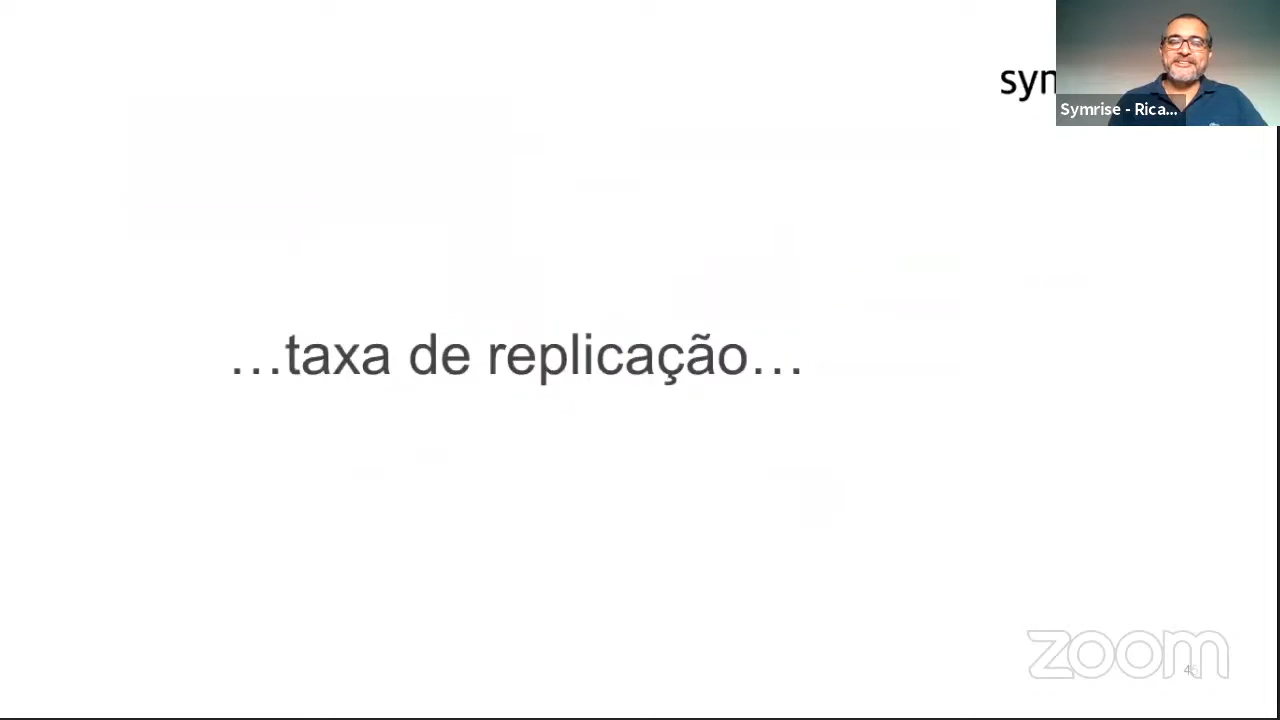 sym
Symrise - Rica...
…taxa de replicação…
zoom